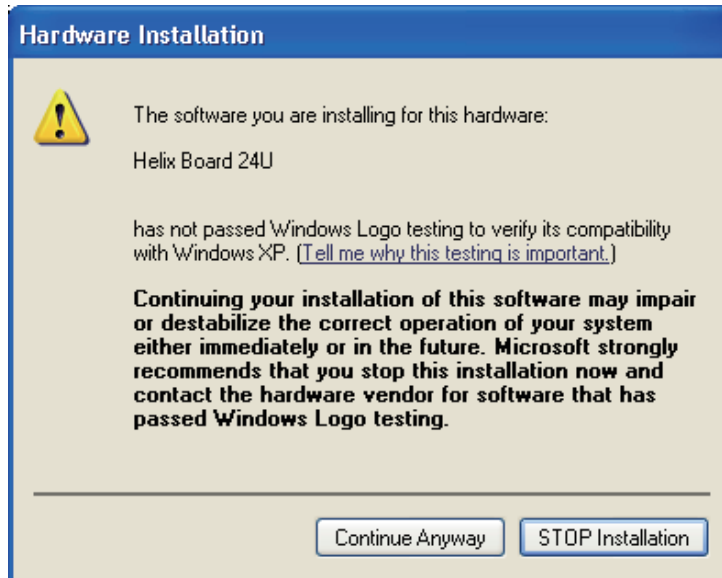 Hardware Installation
The software you are installing for this hardware:
Helix Board 24U
has not passed Windows Logo testing to verify its compatibility
with Windows XP. (Tell me why this testing is important.)
Continuing your installation of this software may impair
or destabilize the correct operation of your system
either immediately or in the future. Microsoft strongly
recommends that you stop this installation now and
contact the hardware vendor for software that has
passed Windows Logo testing.
Continue Anyway
STOP Installation